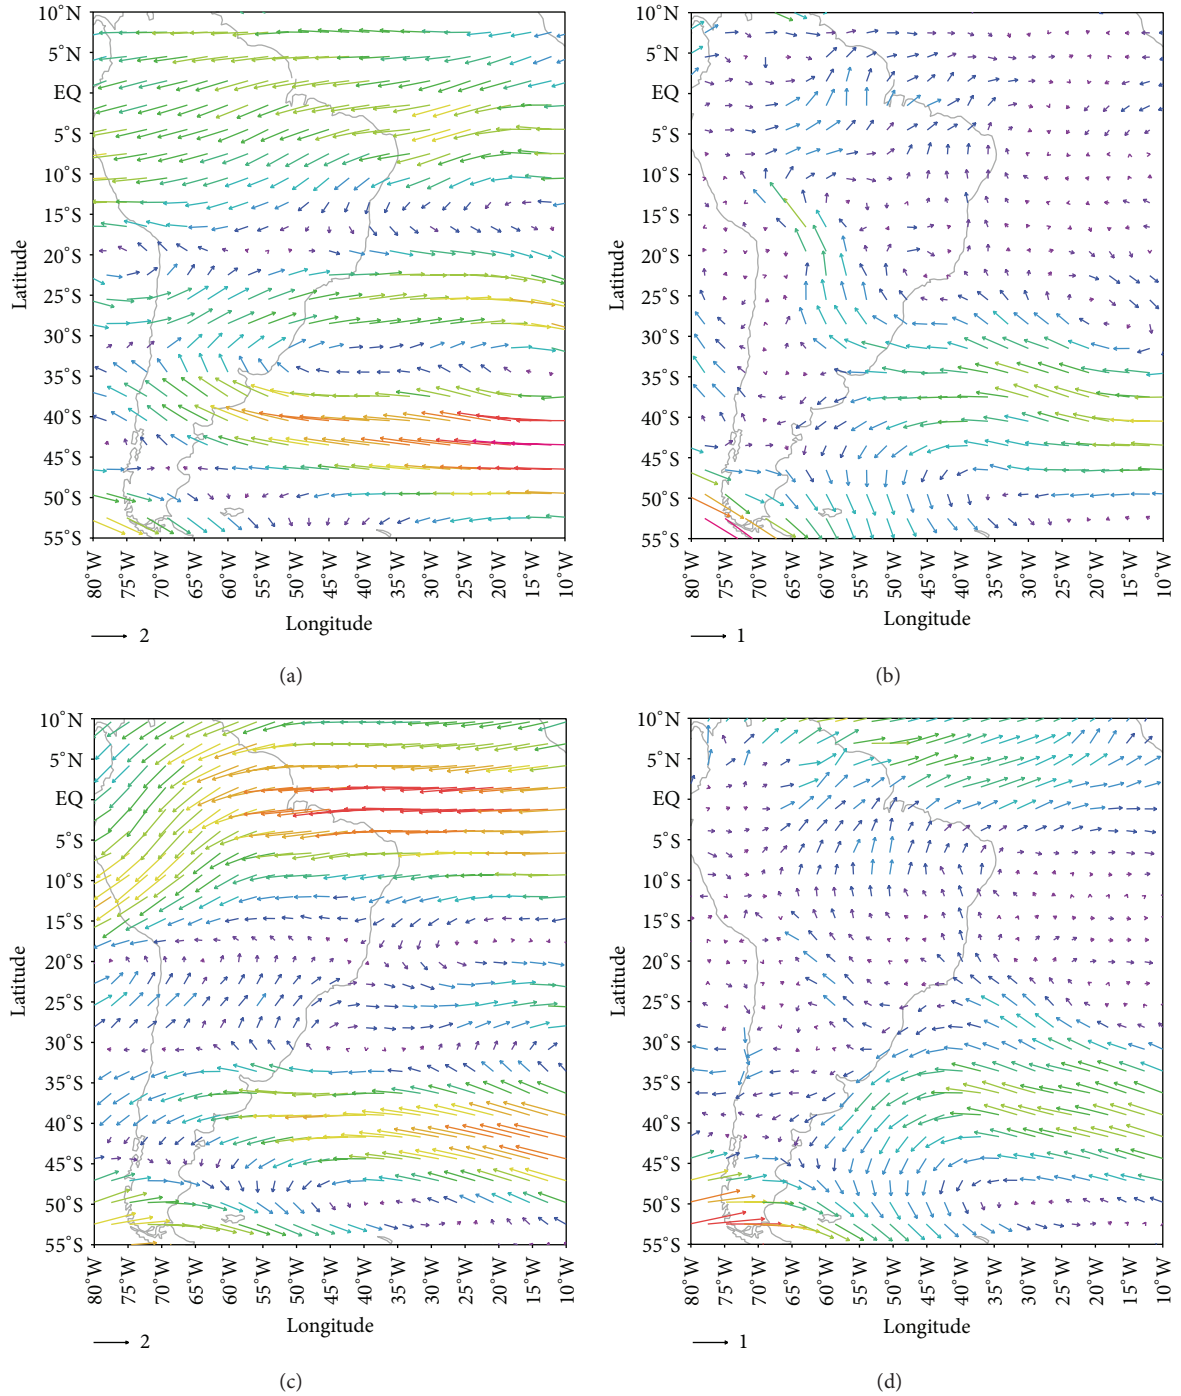 10°N
5°N
EQ
5°S
10°S
15°S
20°S
25°S
30°S
35°S
40°S
45°S
50°S
55°S
Latitude
80°W
75°W
70°W
65°W
60°W
55°W
50°W
45°W
40°W
35°W
30°W
25°W
20°W
15°W
10°W
Longitude
2
(a)
10°N
5°N
EQ
5°S
10°S
15°S
20°S
25°S
30°S
35°S
40°S
45°S
50°S
55°S
Latitude
80°W
75°W
70°W
65°W
60°W
55°W
50°W
45°W
40°W
35°W
30°W
25°W
20°W
15°W
10°W
Longitude
1
(b)
10°N
5°N
EQ
5°S
10°S
15°S
20°S
25°S
30°S
35°S
40°S
45°S
50°S
55°S
Latitude
80°W
75°W
70°W
65°W
60°W
55°W
50°W
45°W
40°W
35°W
30°W
25°W
20°W
15°W
10°W
Longitude
2
(c)
10°N
5°N
EQ
5°S
10°S
15°S
20°S
25°S
30°S
35°S
40°S
45°S
50°S
55°S
Latitude
80°W
75°W
70°W
65°W
60°W
55°W
50°W
45°W
40°W
35°W
30°W
25°W
20°W
15°W
10°W
Longitude
1
(d)